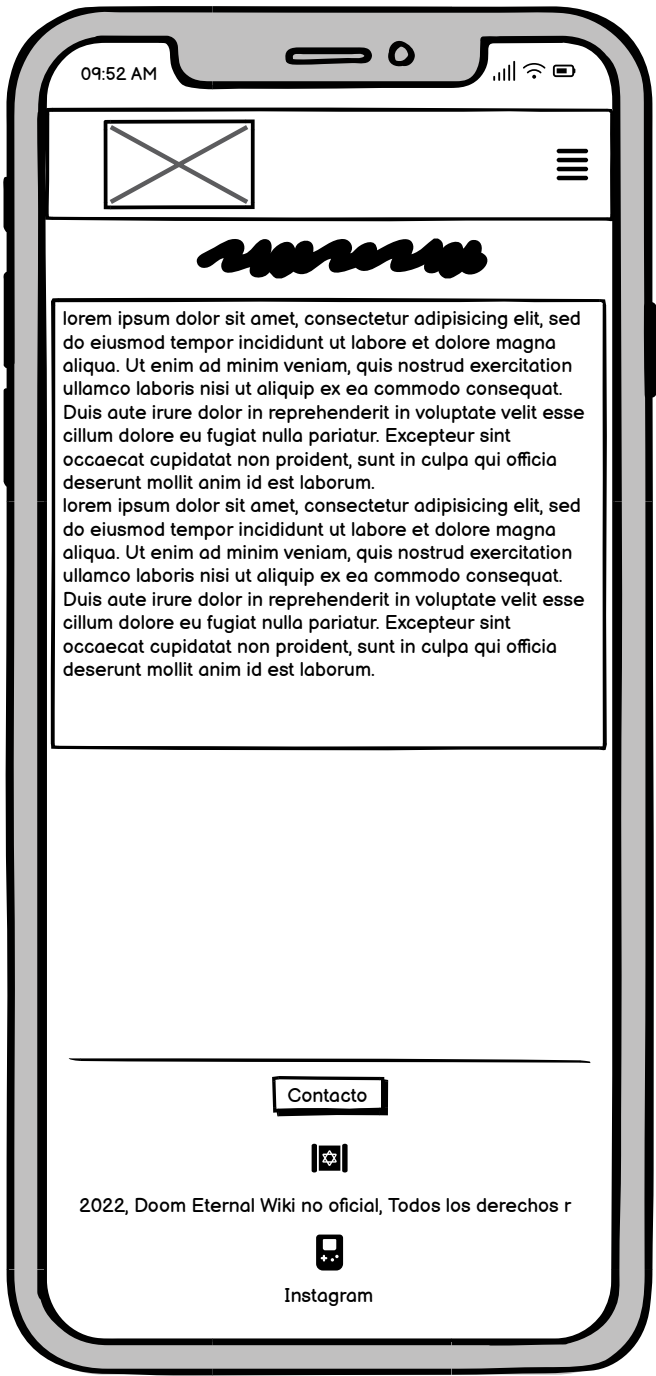 09:52 AM
lorem ipsum dolor sit amet, consectetur adipisicing elit, sed
do eiusmod tempor incididunt ut labore et dolore magna
aliqua. Ut enim ad minim veniam, quis nostrud exercitation
ullamco laboris nisi ut aliquip ex ea commodo consequat.
Duis aute irure dolor in reprehenderit in voluptate velit esse
cillum dolore eu fugiat nulla pariatur. Excepteur sint
occaecat cupidatat non proident, sunt in culpa qui officia
deserunt mollit anim id est laborum.
lorem ipsum dolor sit amet, consectetur adipisicing elit, sed
do eiusmod tempor incididunt ut labore et dolore magna
aliqua. Ut enim ad minim veniam, quis nostrud exercitation
ullamco laboris nisi ut aliquip ex ea commodo consequat.
Duis aute irure dolor in reprehenderit in voluptate velit esse
cillum dolore eu fugiat nulla pariatur. Excepteur sint
occaecat cupidatat non proident, sunt in culpa qui officia
deserunt mollit anim id est laborum.
Contacto
2022, Doom Eternal Wiki no oficial, Todos los derechos r
Instagram